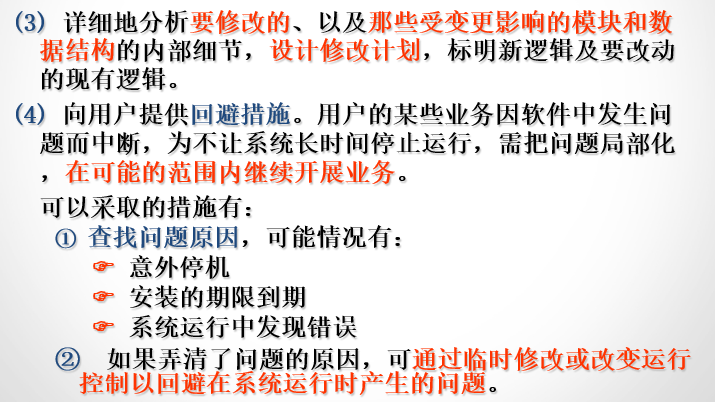 (3) 详细地分析要修改的、以及那些受变更影响的模块和数
据结构的内部细节，设计修改计划，标明新逻辑及要改动
的现有逻辑。
(4) 向用户提供回避措施。用户的某些业务因软件中发生问
题而中断，为不让系统长时间停止运行，需把问题局部化
，在可能的范围内继续开展业务。
可以采取的措施有：
① 查找问题原因，可能情况有：
☞ 意外停机
☞ 安装的期限到期
☞ 系统运行中发现错误
② 如果弄清了问题的原因，可通过临时修改或改变运行
控制以回避在系统运行时产生的问题。